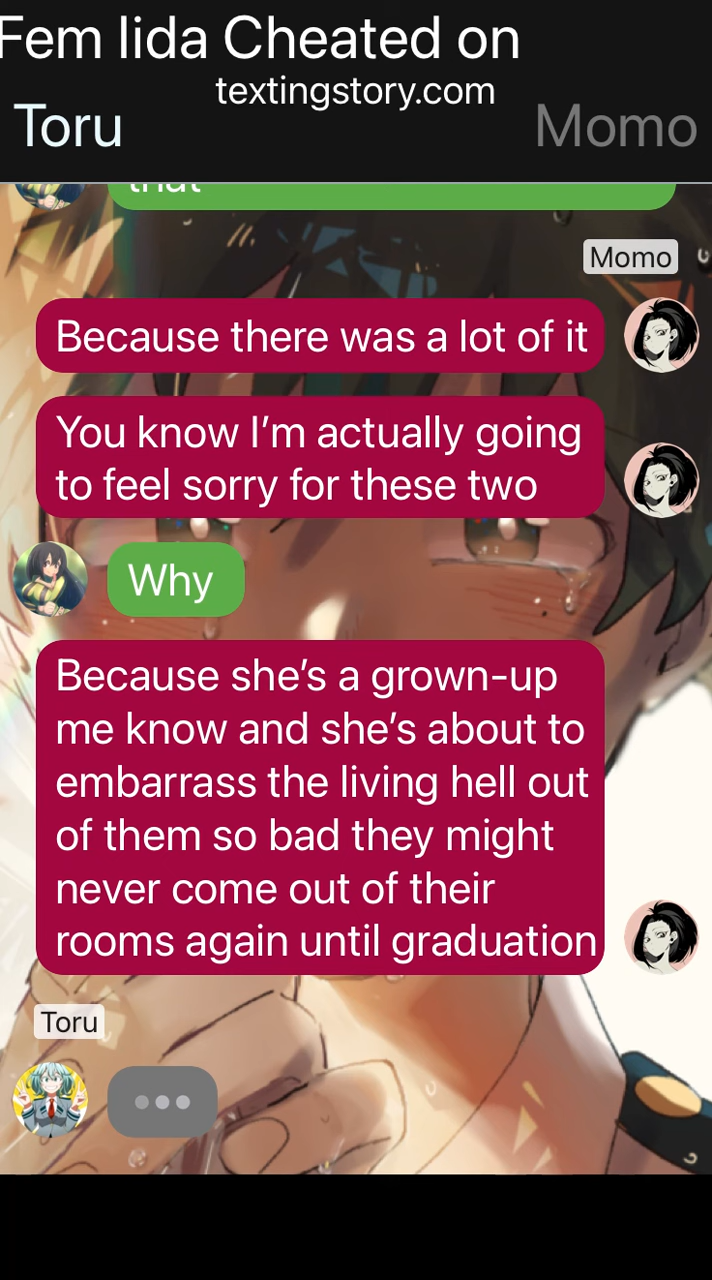 Fem Iida Cheated on
textingstory.com
Toru
Momo
that
Momo
Because there was a lot of it
You know I’m actually going
to feel sorry for these two
Why
Because she’s a grown-up
me know and she’s about to
embarrass the living hell out
of them so bad they might
never come out of their
rooms again until graduation
Toru